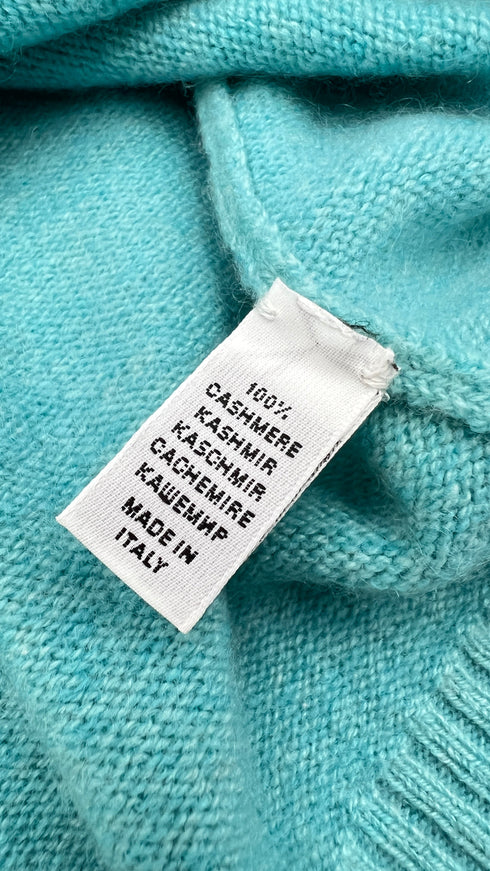 100%
CASHMERE
KASHMIR
KASCHMIR
CACHEMIRE
КАШЕМИР
MADE IN
ITALY